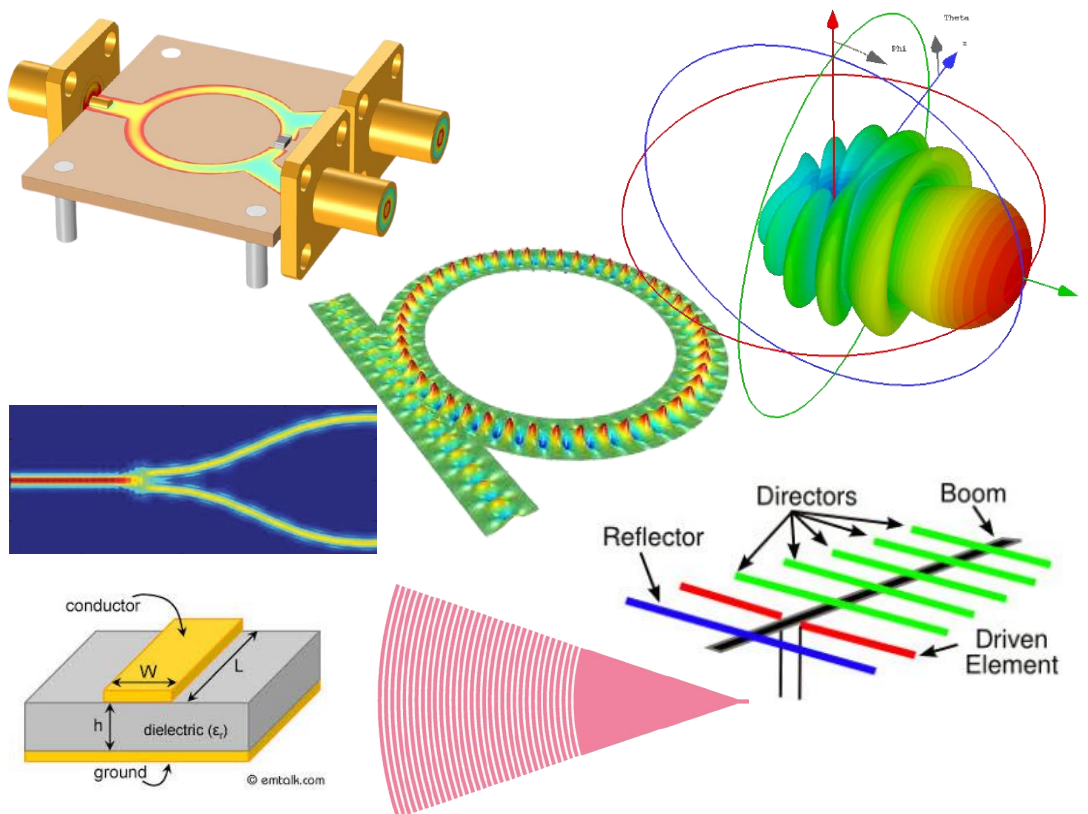 Theta
Phi
z
Directors
Boom
Reflector
Driven
Element
conductor
W
L
h
dielectric (εr)
ground
© emtalk.com